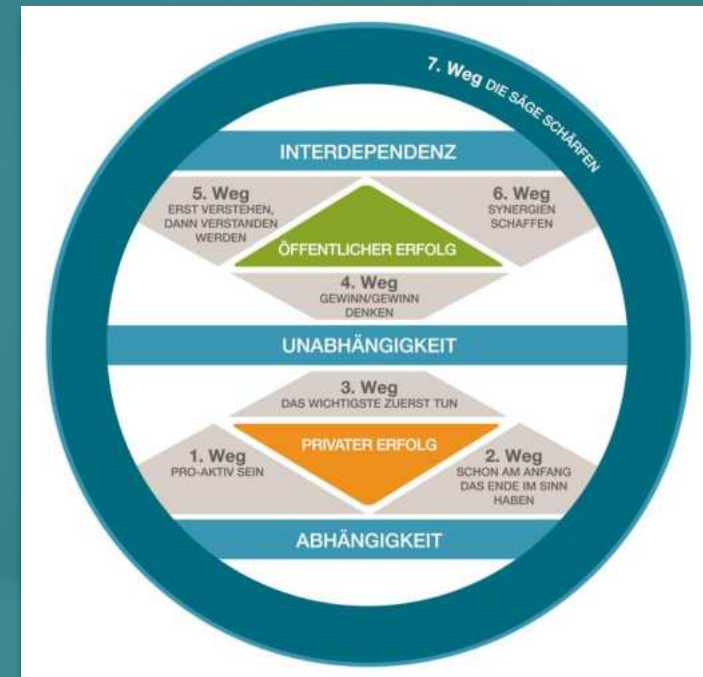 7. Weg DIE SÄGE SCHÄRFEN
INTERDEPENDENZ
5. Weg
ERST VERSTEHEN,
DANN VERSTANDEN
WERDEN
6. Weg
SYNERGIEN
SCHAFFEN
ÖFFENTLICHER ERFOLG
4. Weg
GEWINN/GEWINN
DENKEN
UNABHÄNGIGKEIT
3. Weg
DAS WICHTIGSTE ZUERST TUN
PRIVATER ERFOLG
1. Weg
PRO-AKTIV SEIN
2. Weg
SCHON AM ANFANG
DAS ENDE IM SINN
HABEN
ABHÄNGIGKEIT